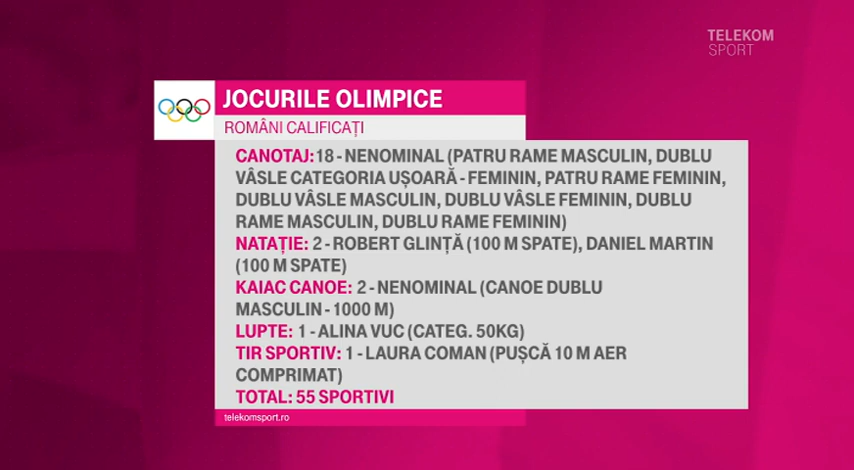 TELEKOM
SPORT
JOCURILE OLIMPICE
ROMÂNI CALIFICAȚI
CANOTAJ:18 - NENOMINAL (PATRU RAME MASCULIN, DUBLU
VÂSLE CATEGORIA UȘOARĂ - FEMININ, PATRU RAME FEMININ,
DUBLU VÂSLE MASCULIN, DUBLU VÂSLE FEMININ, DUBLU
RAME MASCULIN, DUBLU RAME FEMININ)
NATAȚIE: 2 - ROBERT GLINȚĂ (100 M SPATE), DANIEL MARTIN
(100 M SPATE)
KAIAC CANOE: 2 - NENOMINAL (CANOE DUBLU
MASCULIN - 1000 M)
LUPTE: 1 - ALINA VUC (CATEG. 50KG)
TIR SPORTIV: 1 - LAURA COMAN (PUȘCĂ 10 M AER
COMPRIMAT)
TOTAL: 55 SPORTIVI
telekomsport.ro